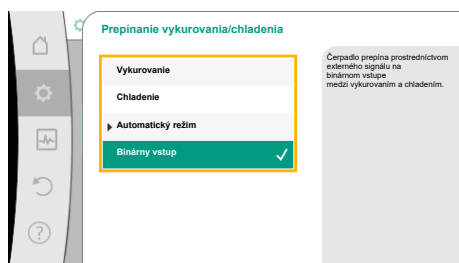 Prepínanie vykurovania/chladenia
Vykurovanie
Chladenie
Automatický režim
Binárny vstup
Čerpadlo prepína prostredníctvom
externého signálu na
binárnom vstupe
medzi vykurovaním a chladením.
?